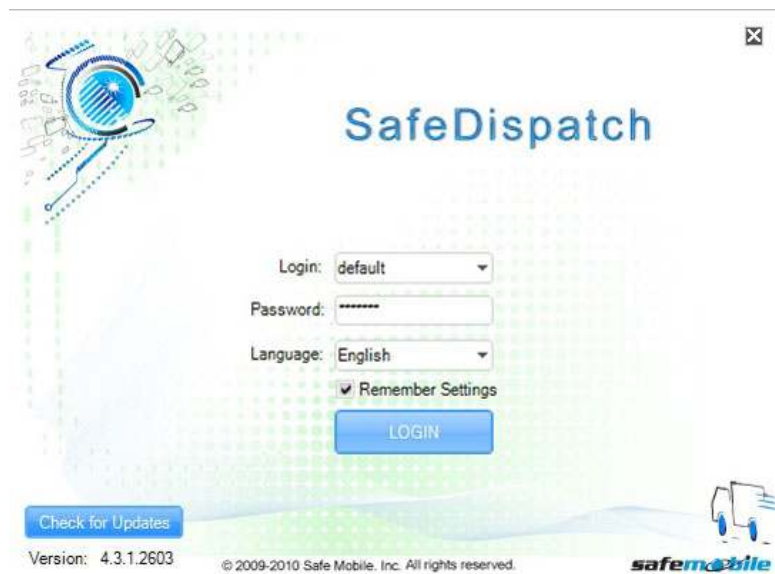 SafeDispatch
Login: default
Password: •••••••
Language: English
Remember Settings
LOGIN
Check for Updates
Version: 4.3.1.2603
© 2009-2010 Safe Mobile. Inc. All rights reserved.
safemobile